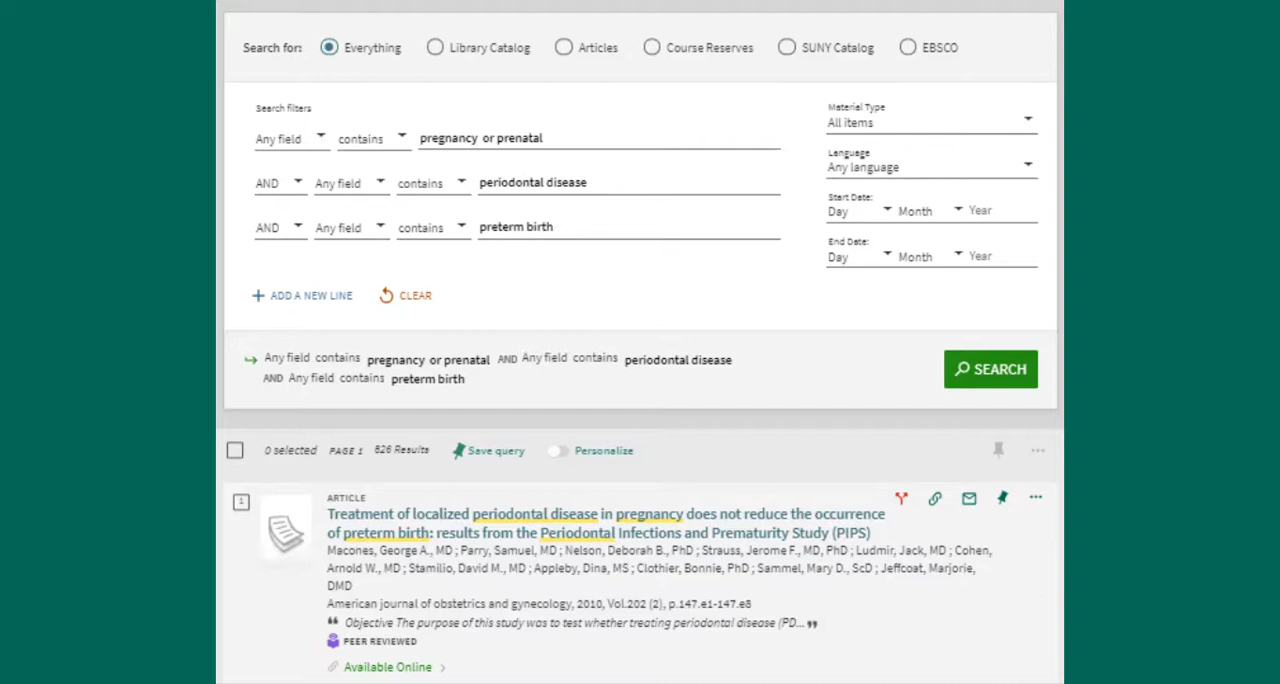 Search for: Everything Library Catalog Articles Course Reserves SUNY Catalog EBSCO
Search filters
Any field contains pregnancy or prenatal
AND Any field contains periodontal disease
AND Any field contains preterm birth
Material Type
All items
Language
Any language
Start Date:
Day Month Year
End Date:
Day Month Year
+ ADD A NEW LINE CLEAR
Any field contains pregnancy or prenatal AND Any field contains periodontal disease
AND Any field contains preterm birth
SEARCH
0 selected PAGE 1 826 Results Save query Personalize
1
ARTICLE
Treatment of localized periodontal disease in pregnancy does not reduce the occurrence
of preterm birth: results from the Periodontal Infections and Prematurity Study (PIPS)
Macones, George A., MD ; Parry, Samuel, MD ; Nelson, Deborah B., PhD ; Strauss, Jerome F., MD, PhD ; Ludmir, Jack, MD ; Cohen,
Arnold W., MD ; Stamilio, David M., MD ; Appleby, Dina, MS ; Clothier, Bonnie, PhD ; Sammel, Mary D., ScD ; Jeffcoat, Marjorie,
DMD
American journal of obstetrics and gynecology, 2010, Vol.202 (2), p.147.e1-147.e8
❝ Objective The purpose of this study was to test whether treating periodontal disease (PD... ❞
PEER REVIEWED
Available Online